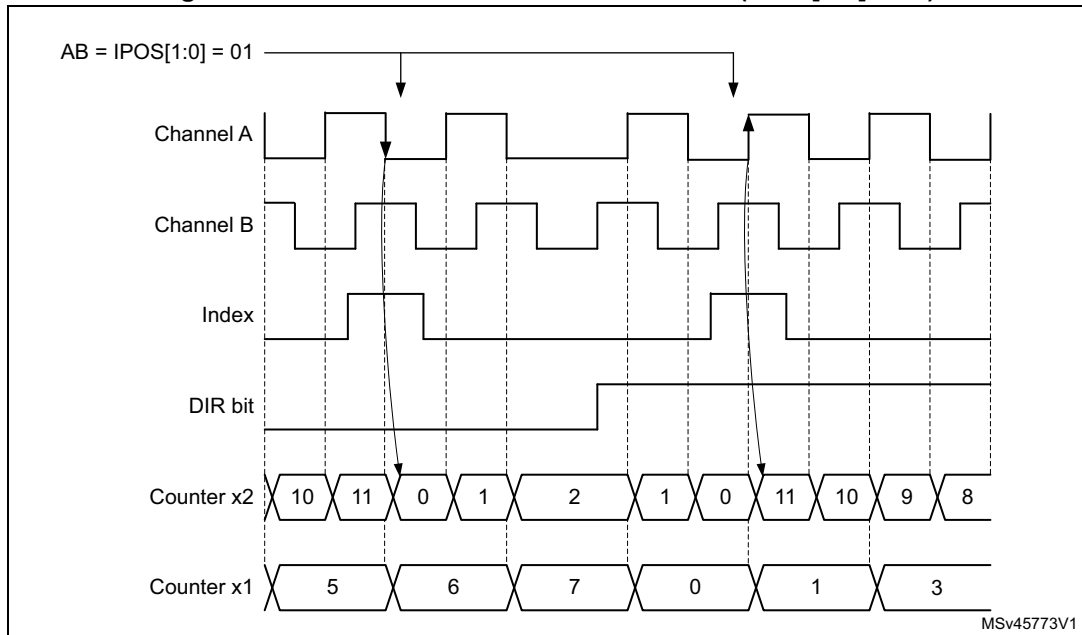 AB = IPOS[1:0] = 01
Channel A
Channel B
Index
DIR bit
Counter x2 10 11 0 1 2 1 0 11 10 9 8
Counter x1 5 6 7 0 1 3
MSv45773V1